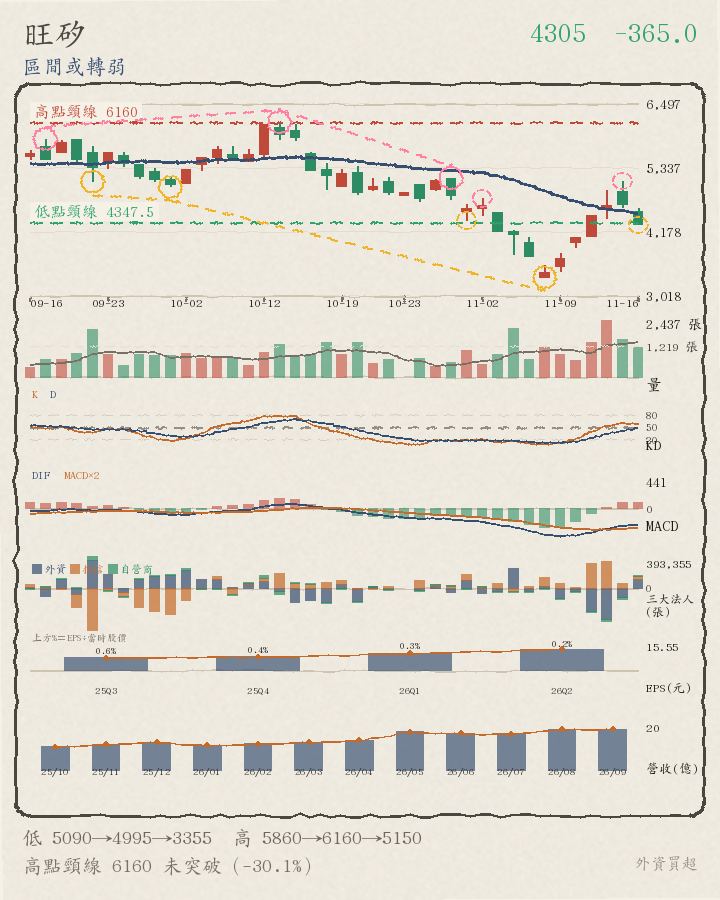 旺矽
4305 -365.0
區間或轉弱
高點頸線 6160
6,497
5,337
低點頸線 4347.5
4,178
3,018
09-16 09-23 10-02 10-12 10-19 10-23 11-02 11-09 11-16
2,437 張
1,219 張
量
K D
80
50
20
KD
DIF MACD×2
441
0
MACD
外資 投信 自營商
393,355
0
三大法人
(張)
上方%=EPS÷當時股價
0.6% 0.4% 0.3% 0.2%
15.55
25Q3 25Q4 26Q1 26Q2
EPS(元)
20
25/10 25/11 25/12 26/01 26/02 26/03 26/04 26/05 26/06 26/07 26/08 26/09
營收(億)
低 5090→4995→3355 高 5860→6160→5150
高點頸線 6160 未突破 (-30.1%)
外資買超